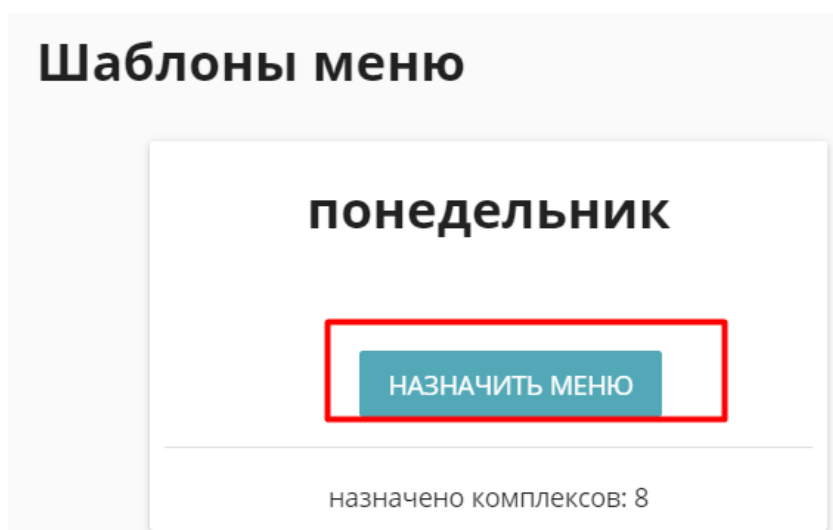 Шаблоны меню
понедельник
НАЗНАЧИТЬ МЕНЮ
назначено комплексов: 8